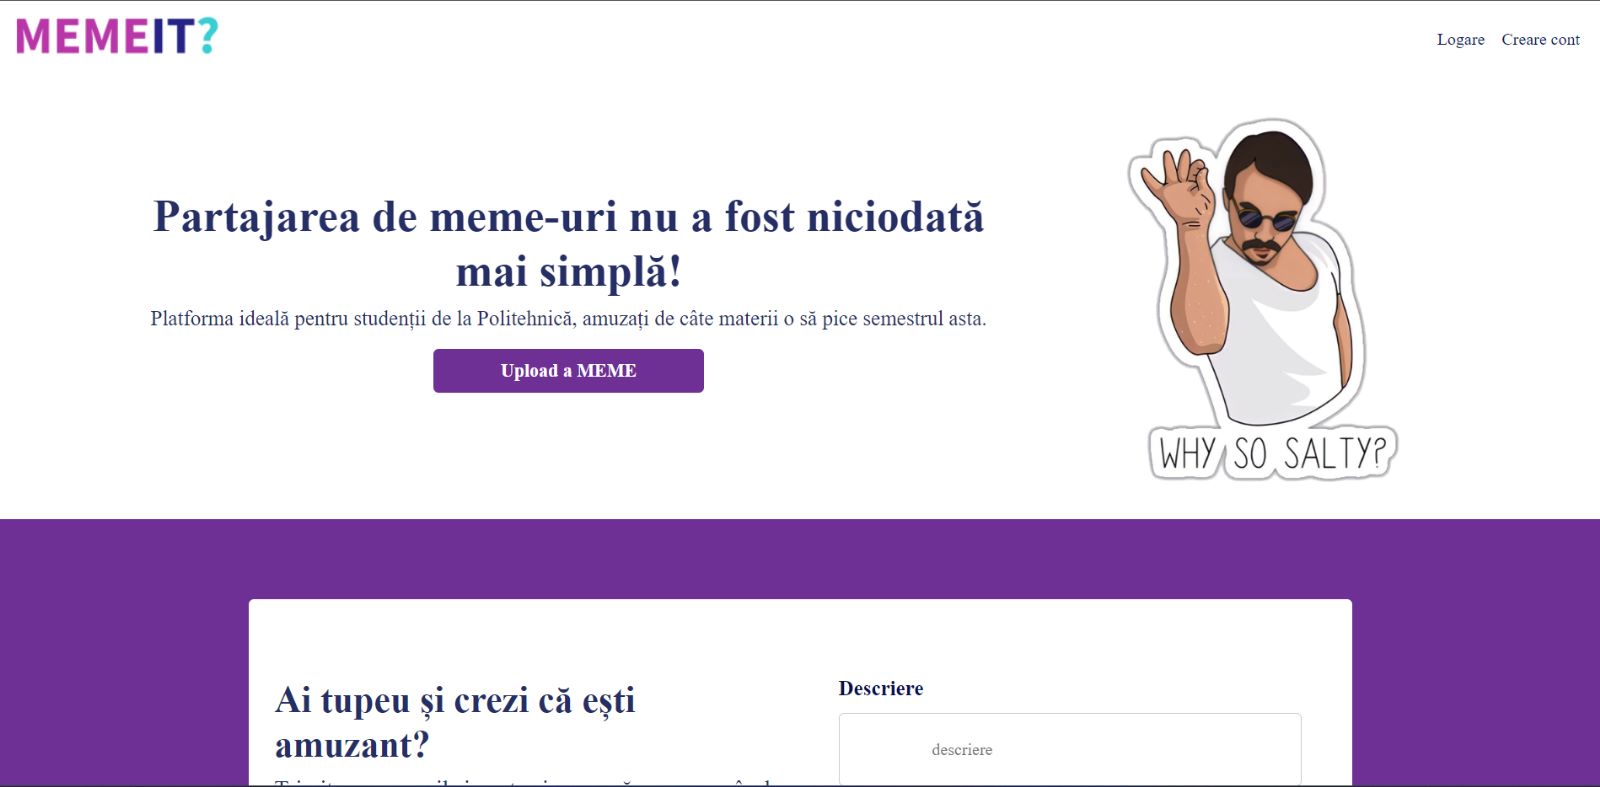 MEMEIT?
Logare Creare cont
Partajarea de meme-uri nu a fost niciodată
mai simplă!
Platforma ideală pentru studenții de la Politehnică, amuzați de câte materii o să pice semestrul asta.
Upload a MEME
WHY SO SALTY?
Ai tupeu și crezi că ești
amuzant?
Descriere
descriere